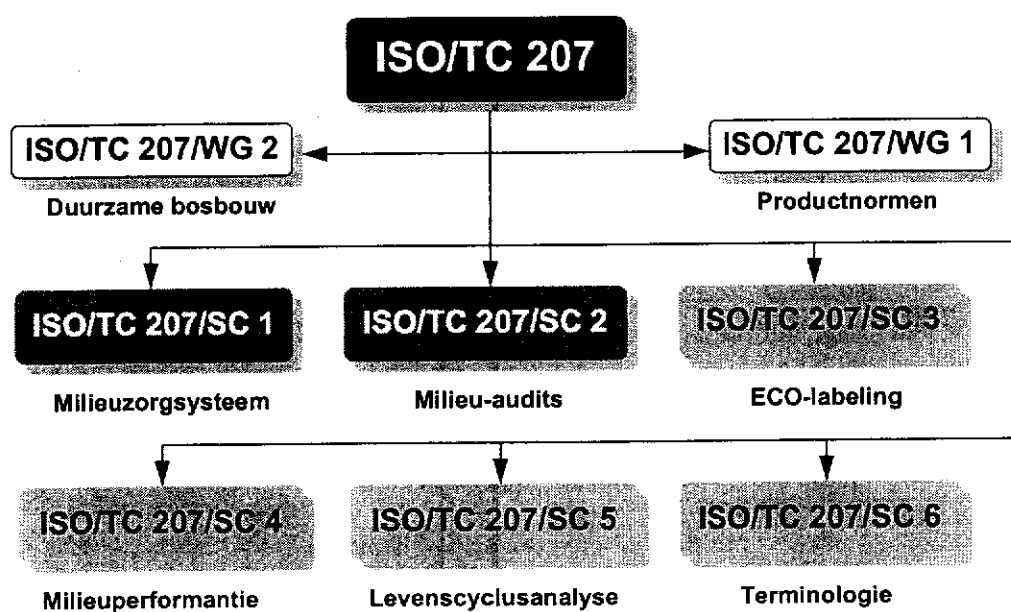 ISO/TC 207
ISO/TC 207/WG 2
ISO/TC 207/WG 1
Duurzame bosbouw
Productnormen
ISO/TC 207/SC 1
ISO/TC 207/SC 2
ISO/TC 207/SC 3
Milieuzorgsysteem
Milieu-audits
ECO-labeling
ISO/TC 207/SC 4
ISO/TC 207/SC 5
ISO/TC 207/SC 6
Milieuperformantie
Levenscyclusanalyse
Terminologie